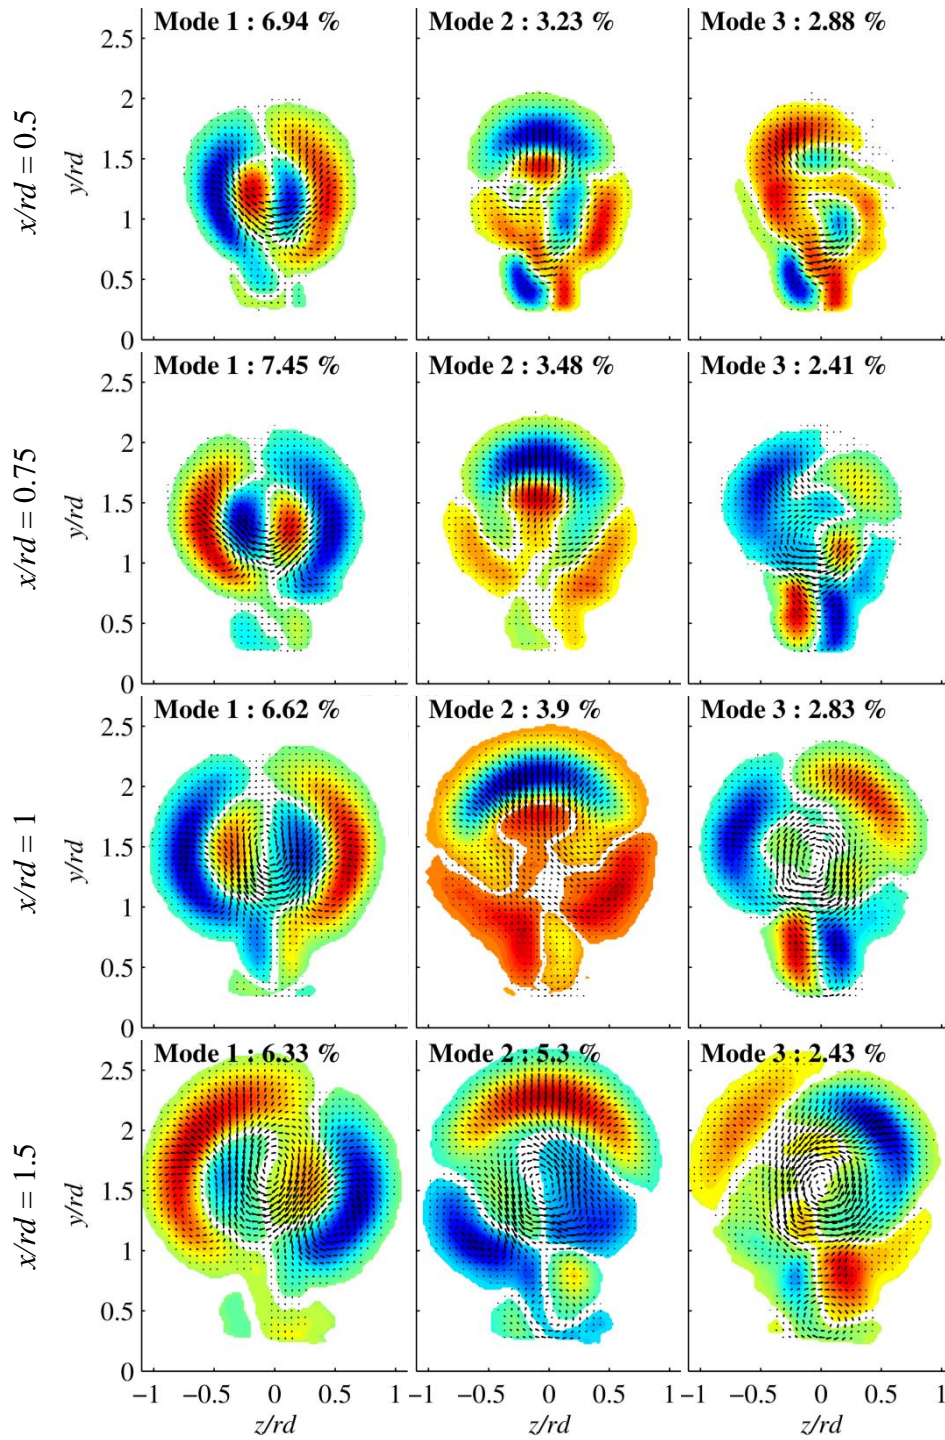 Mode 1 : 6.94 %
Mode 2 : 3.23 %
Mode 3 : 2.88 %
x/rd = 0.5
y/rd
2.5
2
1.5
1
0.5
0
Mode 1 : 7.45 %
Mode 2 : 3.48 %
Mode 3 : 2.41 %
x/rd = 0.75
y/rd
2.5
2
1.5
1
0.5
0
Mode 1 : 6.62 %
Mode 2 : 3.9 %
Mode 3 : 2.83 %
x/rd = 1
y/rd
2.5
2
1.5
1
0.5
0
Mode 1 : 6.33 %
Mode 2 : 5.3 %
Mode 3 : 2.43 %
x/rd = 1.5
y/rd
2.5
2
1.5
1
0.5
0
−1 −0.5 0 0.5 1
−1 −0.5 0 0.5 1
−1 −0.5 0 0.5 1
z/rd
z/rd
z/rd